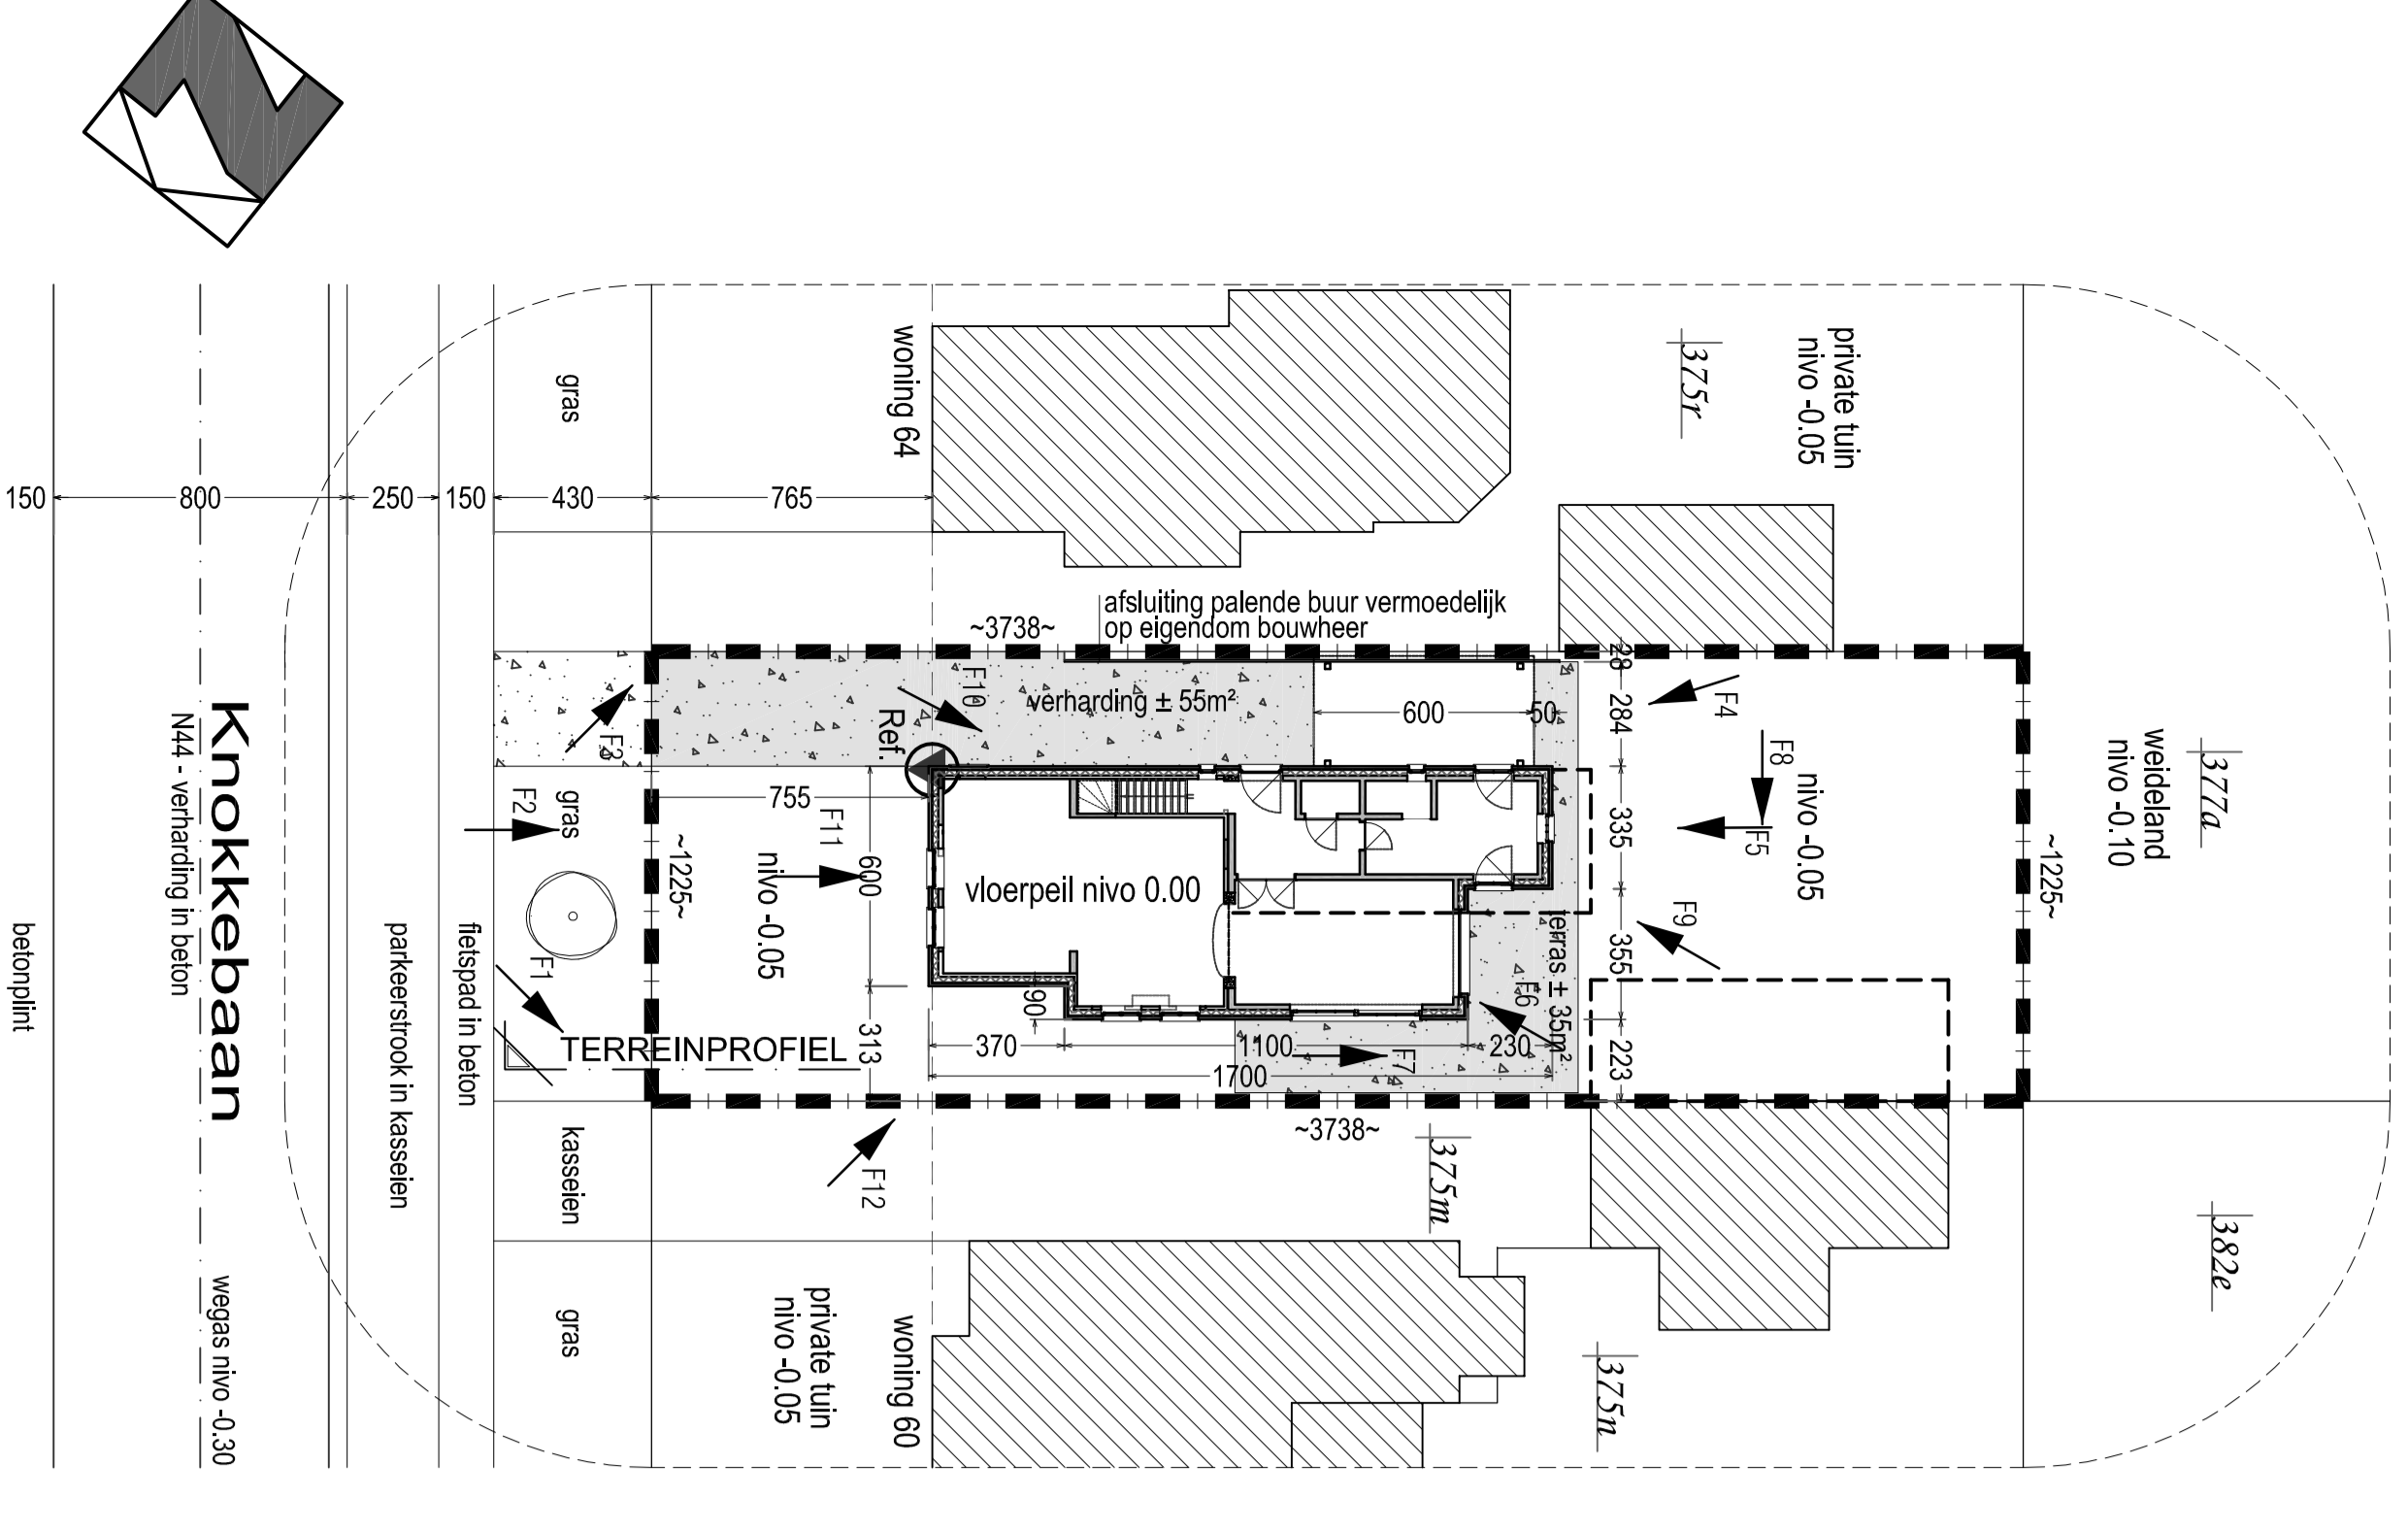 gras
woning 64
375r
private tuin
nivo -0.05
150
800
250
150
430
765
afsluiting palende buur vermoedelijk
op eigendom bouwheer
~3738~
28
284
335
355
223
F10
verharding ± 55m²
600
50
Ref.
F4
F8
F5
F9
nivo -0.05
weideland
nivo -0.10
377a
~1225~
Knokkebaan
N44 - verharding in beton
F3
F2
gras
F1
755
F11
600
~1225~
nivo -0.05
vloerpeil nivo 0.00
terras ± 35m²
F6
F7
90
313
370
1100
230
1700
TERREINPROFIEL
betonplint
parkeerstrook in kasseien
fietspad in beton
kasseien
F12
~3738~
375m
382e
wegas nivo -0.30
gras
private tuin
nivo -0.05
woning 60
375n